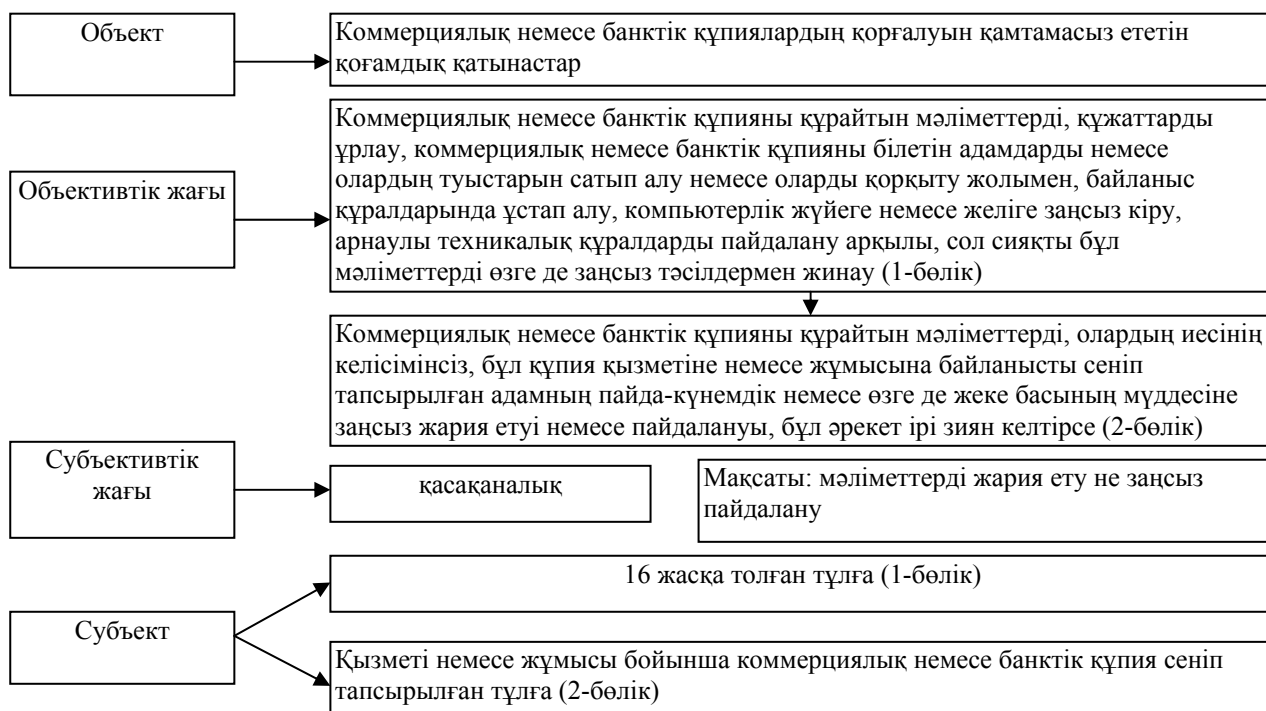 Объект
Коммерциялық немесе банктік құпиялардың қорғалуын қамтамасыз ететін
қоғамдық қатынастар
Объективтік жағы
Коммерциялық немесе банктік құпияны құрайтын мәліметтерді, құжаттарды
ұрлау, коммерциялық немесе банктік құпияны білетін адамдарды немесе
олардың туыстарын сатып алу немесе оларды қорқыту жолымен, байланыс
құралдарында ұстап алу, компьютерлік жүйеге немесе желіге заңсыз кіру,
арнаулы техникалық құралдарды пайдалану арқылы, сол сияқты бұл
мәліметтерді өзге де заңсыз тәсілдермен жинау (1-бөлік)
Коммерциялық немесе банктік құпияны құрайтын мәліметтерді, олардың иесінің
келісімінсіз, бұл құпия қызметіне немесе жұмысына байланысты сеніп
тапсырылған адамның пайда-күнемдік немесе өзге де жеке басының мүддесіне
заңсыз жария етуі немесе пайдалануы, бұл әрекет ірі зиян келтірсе (2-бөлік)
Субъективтік
жағы
қасақаналық
Мақсаты: мәліметтерді жария ету не заңсыз
пайдалану
Субъект
16 жасқа толған тұлға (1-бөлік)
Қызметі немесе жұмысы бойынша коммерциялық немесе банктік құпия сеніп
тапсырылған тұлға (2-бөлік)